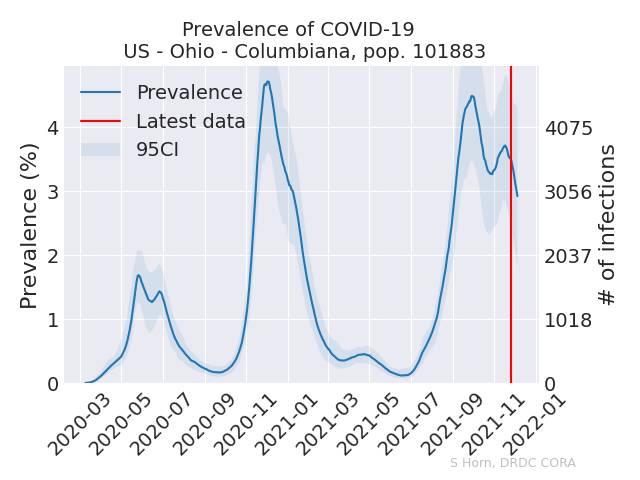 Prevalence of COVID-19
US - Ohio - Columbiana, pop. 101883
Prevalence
Latest data
95CI
Prevalence (%)
4
3
2
1
0
4075
3056
2037
1018
0
# of infections
2020-03
2020-05
2020-07
2020-09
2020-11
2021-01
2021-03
2021-05
2021-07
2021-09
2021-11
2022-01
S Horn, DRDC CORA